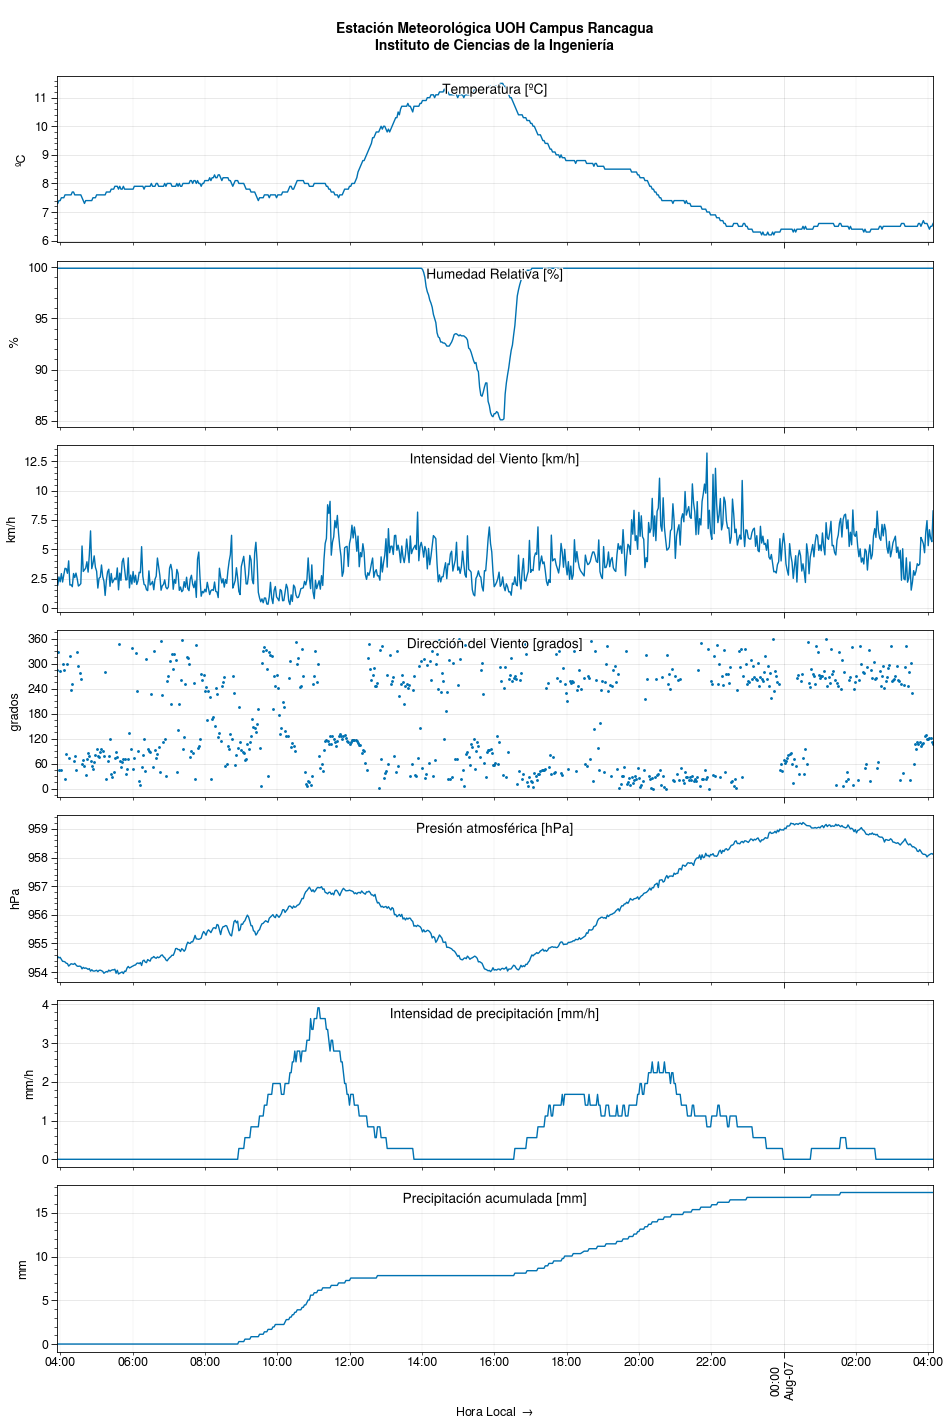 Estación Meteorológica UOH Campus Rancagua
Instituto de Ciencias de la Ingeniería
Temperatura [ºC]
11
10
9
8
7
6
ºC
Humedad Relativa [%]
100
95
90
85
%
Intensidad del Viento [km/h]
12.5
10
7.5
5
2.5
0
km/h
Dirección del Viento [grados]
360
300
240
180
120
60
0
grados
Presión atmosférica [hPa]
959
958
957
956
955
954
hPa
Intensidad de precipitación [mm/h]
4
3
2
1
0
mm/h
Precipitación acumulada [mm]
15
10
5
0
mm
04:00 06:00 08:00 10:00 12:00 14:00 16:00 18:00 20:00 22:00 00:00 02:00 04:00
Aug-07
Hora Local →